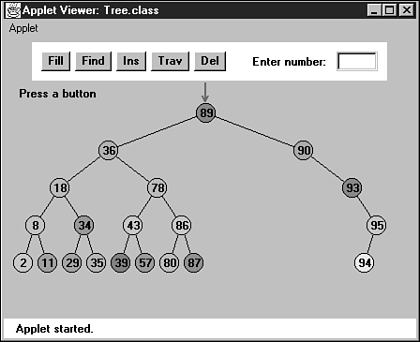 Applet Viewer: Tree.class
Applet
Fill Find Ins Trav Del Enter number:
Press a button
89
36 90
18 78 93
8 34 43 86 95
2 11 29 35 39 57 80 87 94
Applet started.